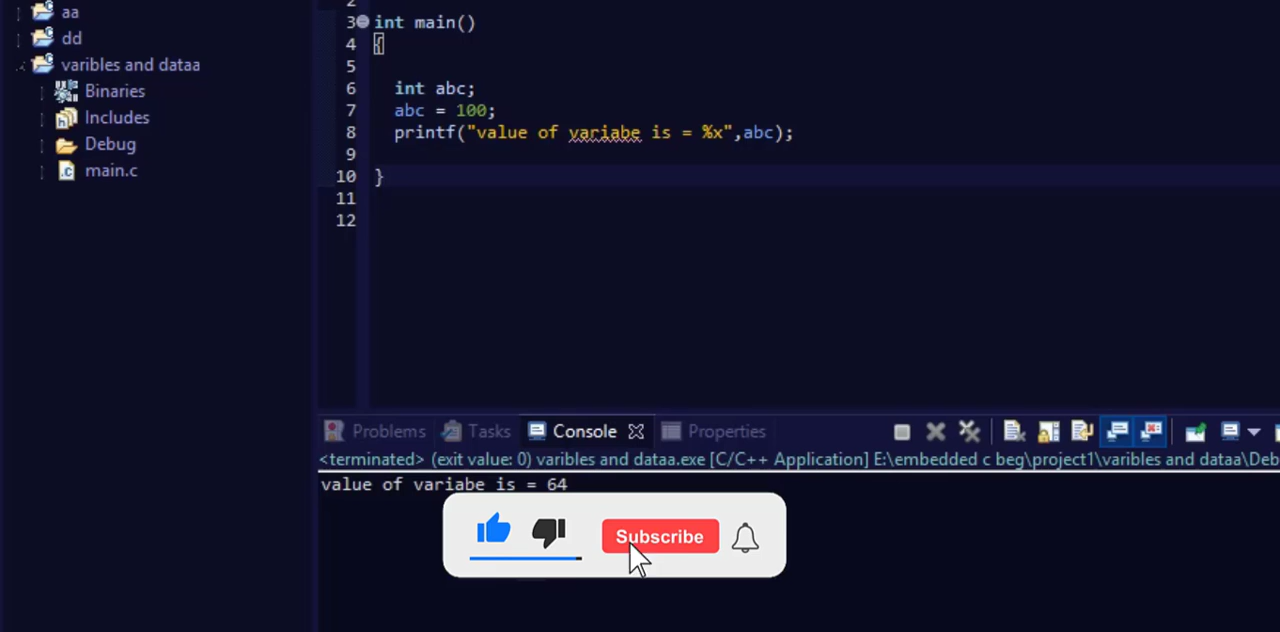 aa
dd
varibles and dataa
Binaries
Includes
Debug
main.c
2
3 int main()
4 {
5
6 int abc;
7 abc = 100;
8 printf("value of variabe is = %x",abc);
9
10 }
11
12
Problems Tasks Console Properties
<terminated> (exit value: 0) varibles and dataa.exe [C/C++ Application] E:\embedded c beg\project1\varibles and dataa\Deb
value of variabe is = 64
Subscribe